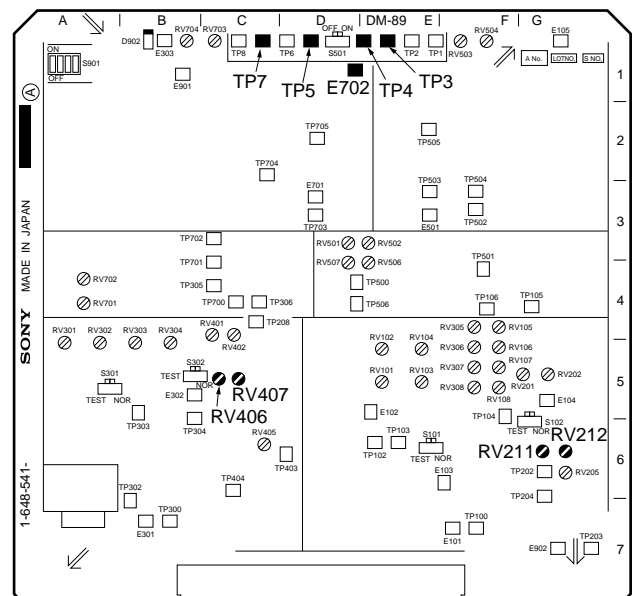 A B C D DM-89 E F G
D902 E303 RV704 RV703 TP8 TP6 OFF ON S501 TP2 TP1 RV503 RV504 E105
ON
OFF
S901
E901
TP7 TP5 E702 TP4 TP3
A No. LOTNO. S NO.
1
A
TP705 TP505
2
TP704
E701 TP503 TP504
TP703 E501 TP502
3
TP702 RV501 RV502
TP701 RV507 RV506 TP501
RV702 TP305 TP500
RV701 TP700 TP306 TP506 TP106 TP105
4
TP208
RV301 RV302 RV303 RV304 RV401 RV402
RV102 RV104 RV305 RV105
RV306 RV106
S301 S302 RV101 RV103 RV307 RV107 RV202
TEST NOR TEST NOR RV308 RV201
5
E302 RV406 RV407
RV108 E104
TP303 TP304 E102 TP104 S102
TEST NOR
RV405 TP102 TP103 S101
TEST NOR
RV211 RV212
TP403 E103 TP202 RV205
6
TP302 TP404 TP204
E301 TP300 E101 TP100
E902 TP203
7
1-648-541-
SONY MADE IN JAPAN